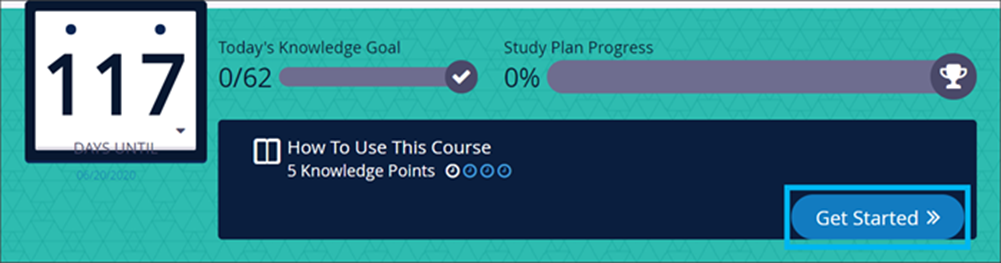 117
DAYS UNTIL
06/20/2020
Today's Knowledge Goal
0/62
Study Plan Progress
0%
How To Use This Course
5 Knowledge Points
Get Started »